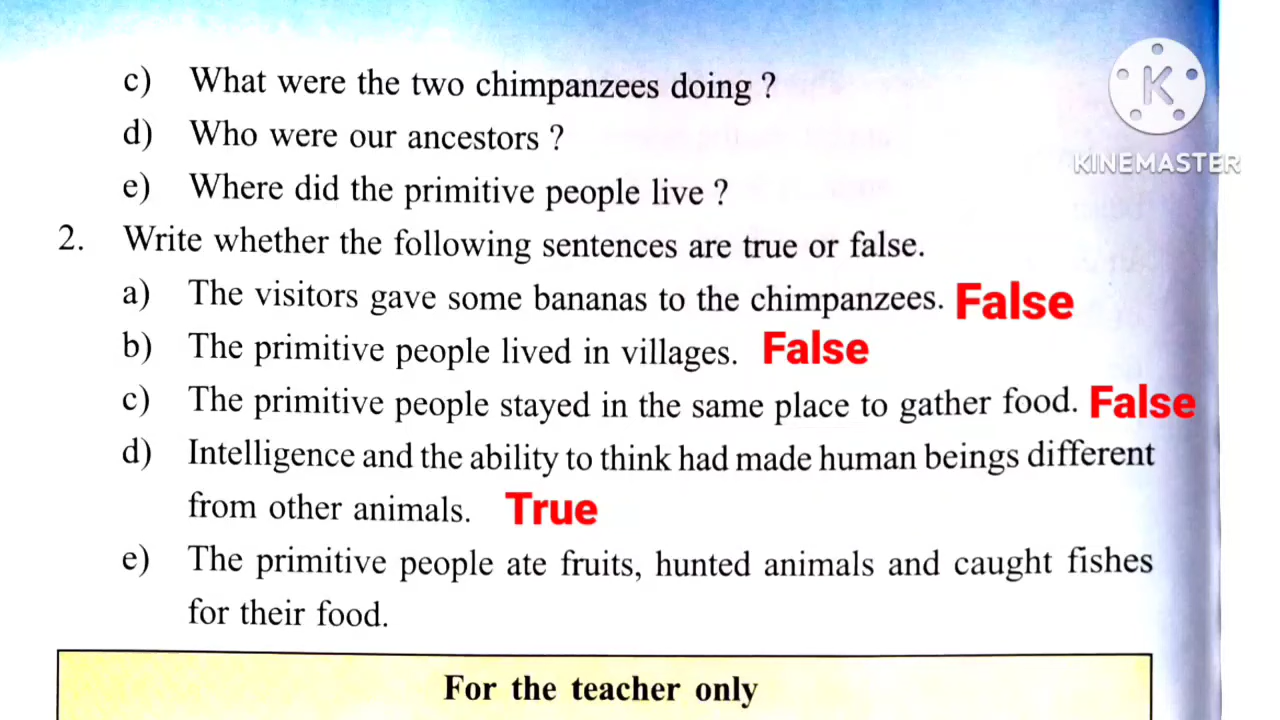 c) What were the two chimpanzees doing ?
d) Who were our ancestors ?
e) Where did the primitive people live ?
2. Write whether the following sentences are true or false.
a) The visitors gave some bananas to the chimpanzees. False
b) The primitive people lived in villages. False
c) The primitive people stayed in the same place to gather food. False
d) Intelligence and the ability to think had made human beings different
from other animals. True
e) The primitive people ate fruits, hunted animals and caught fishes
for their food.
For the teacher only
K
KINEMASTER